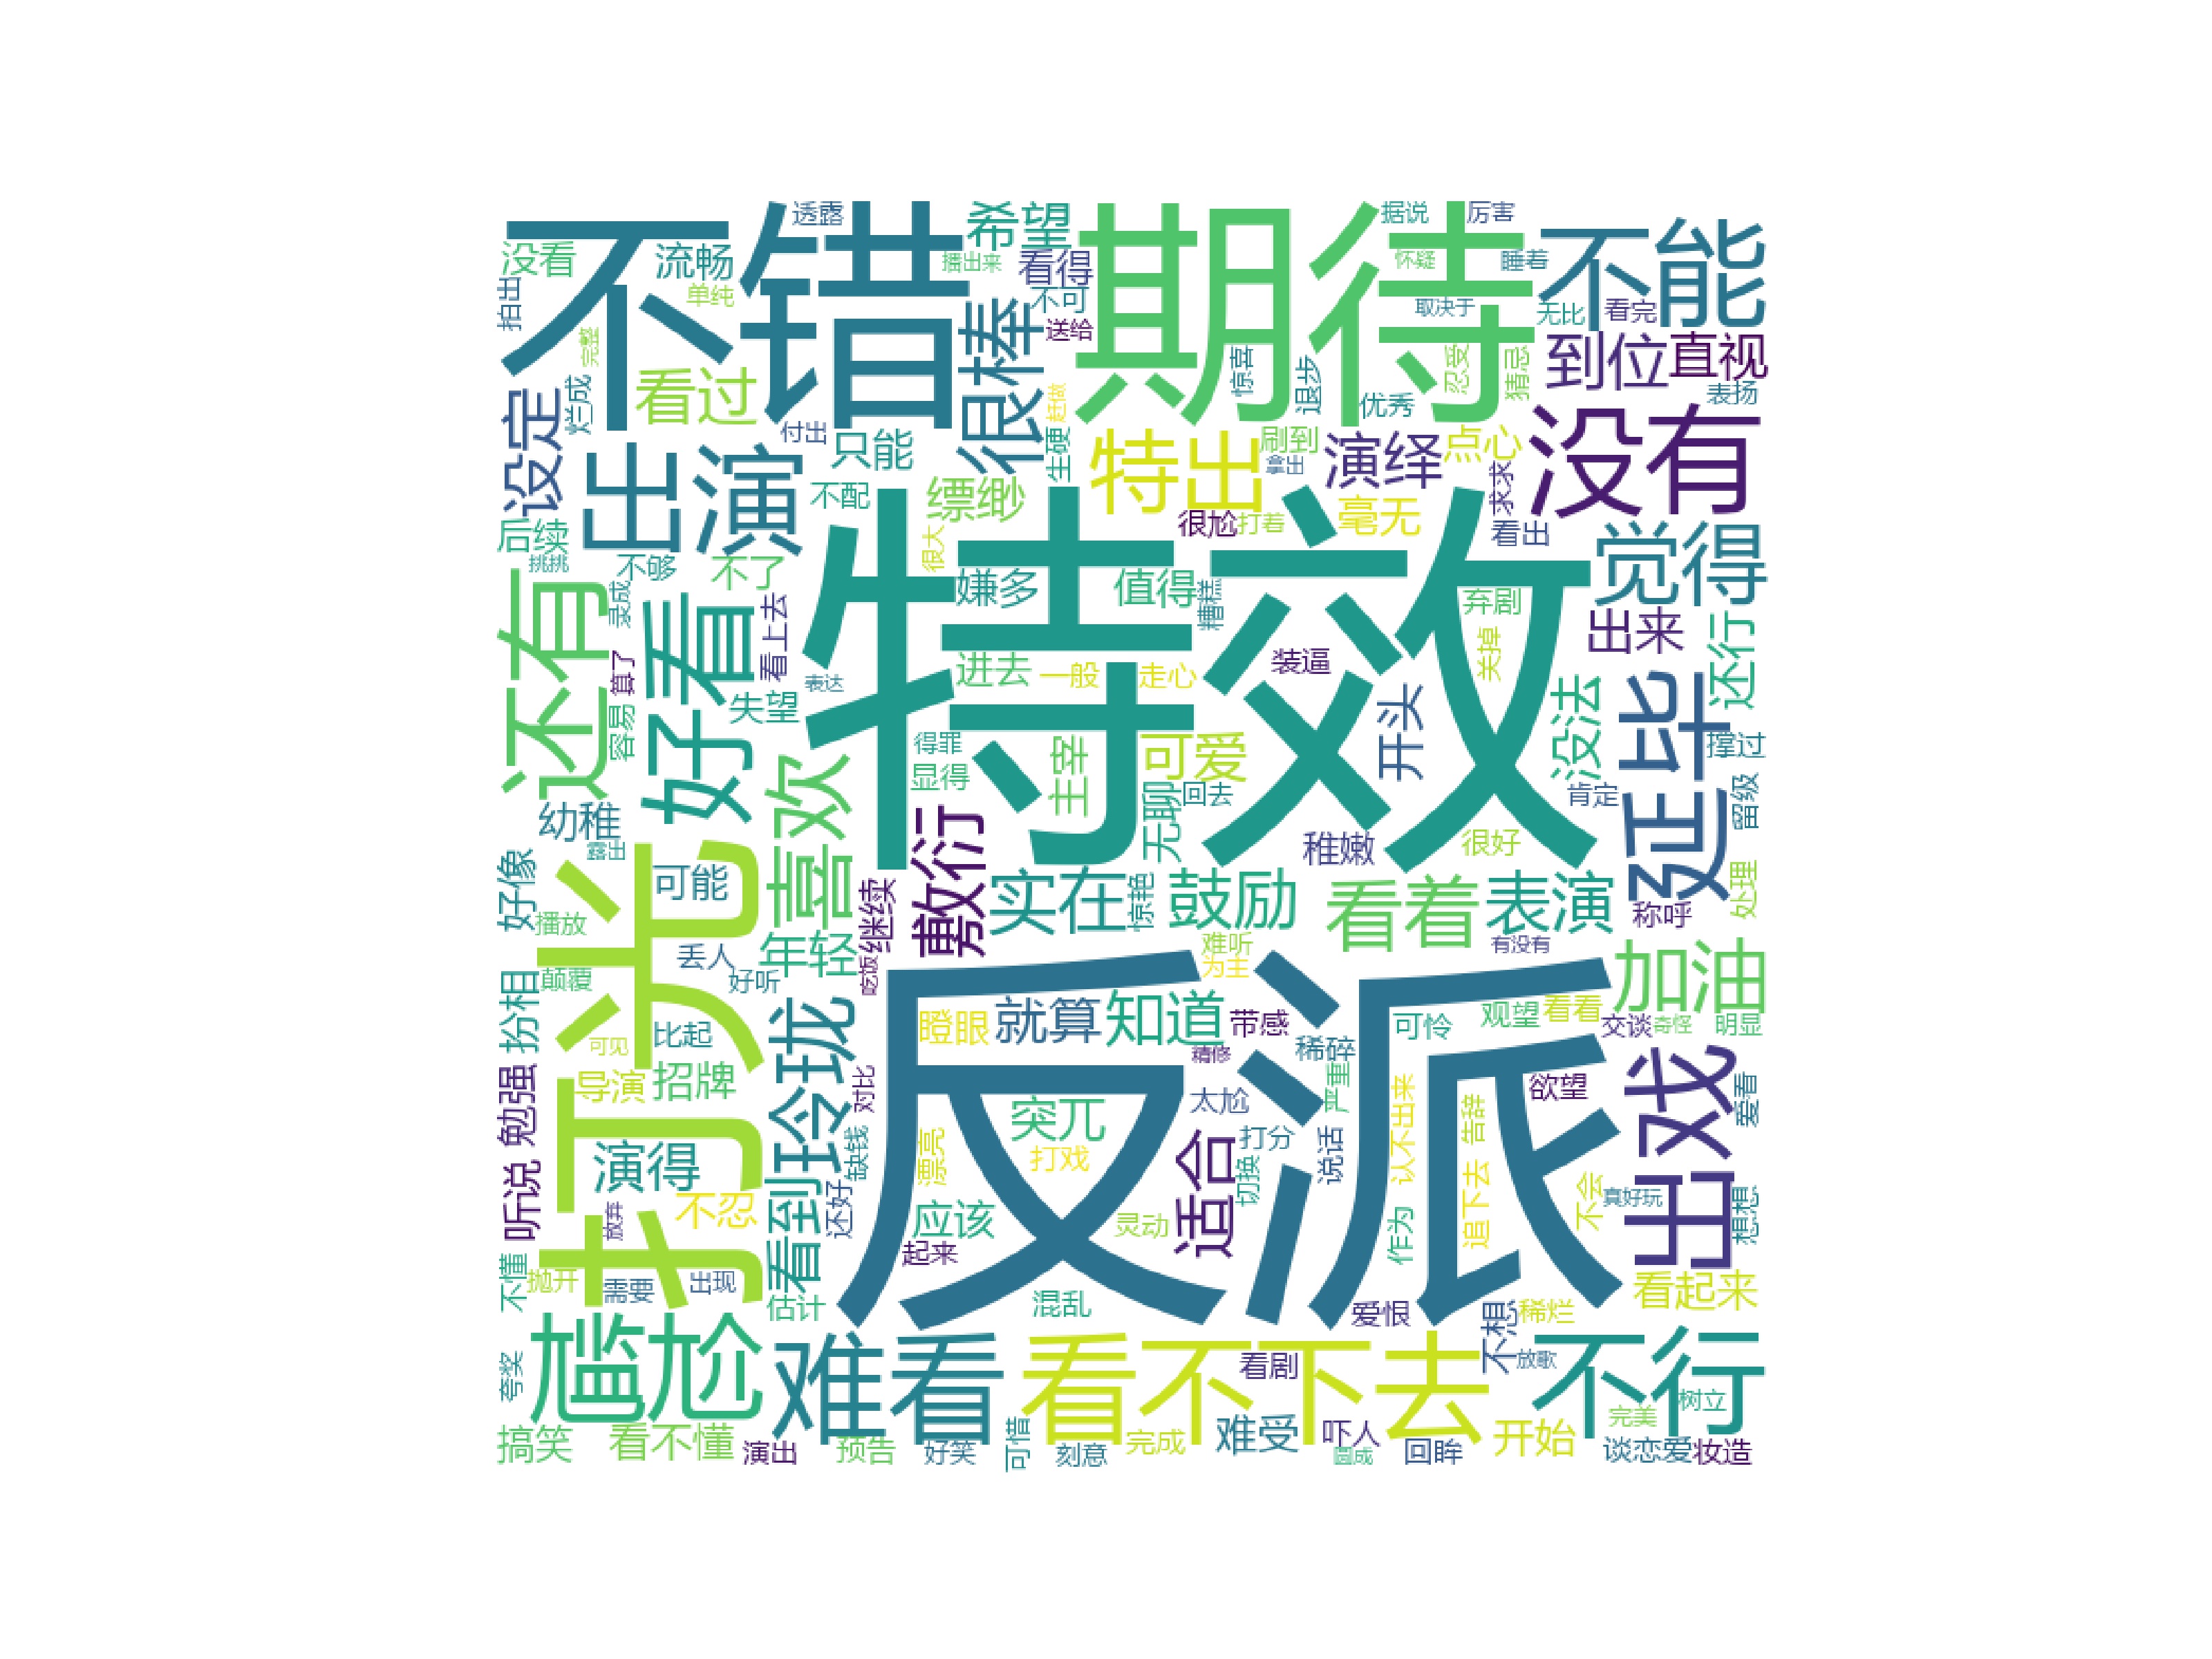 不错
透露
希望
期待
据说
厉害
不能
没看
流畅
播出来
看得
怀疑
睡着
拍出
单纯
不可
取决于
无比
看完
完整
送给
到位
直视
设定
烂成
看过
很棒
赶做
惊喜
退步
忍受
猜忌
优秀
表扬
付出
出演
只能
生硬
特出
刷到
演绎
点心
没有
不配
缥缈
求求
后续
很尬
打着
毫无
看出
挑挑
不够
不了
很大
特效
觉得
还有
录成
好看
看上去
嫌多
值得
糟糕
弃剧
出来
算了
进去
一般
走心
装逼
关掉
还行
容易
失望
表达
开头
没法
延毕
得罪
显得
主宰
可爱
撑过
喜欢
无聊
回去
肯定
留级
幼稚
打光
敷衍
稚嫩
很好
好像
可能
继续
实在
惊艳
鼓励
看着
表演
称呼
处理
播放
年轻
吃饭
难听
有没有
丢人
为主
加油
扮相
颠覆
好听
反派
比起
看到玲珑
瞪眼
就算
知道
带感
可怜
观望
看看
交谈
奇怪
明显
可见
精修
稀碎
勉强
导演
招牌
对比
太尬
严重
出戏
欲望
爱看
突兀
打分
演得
缺钱
漂亮
打戏
适合
说话
认不出来
告辞
听说
不忍
还好
切换
追下去
不会
真好玩
想想
放弃
应该
灵动
作为
起来
不懂
抛开
需要
出现
估计
混乱
爱恨
不想
稀烂
看起来
尴尬
难看
看不下去
看剧
放歌
不行
夸奖
树立
完美
搞笑
看不懂
演出
预告
好笑
可惜
刻意
完成
难受
吓人
回眸
开始
谈恋爱
妆造